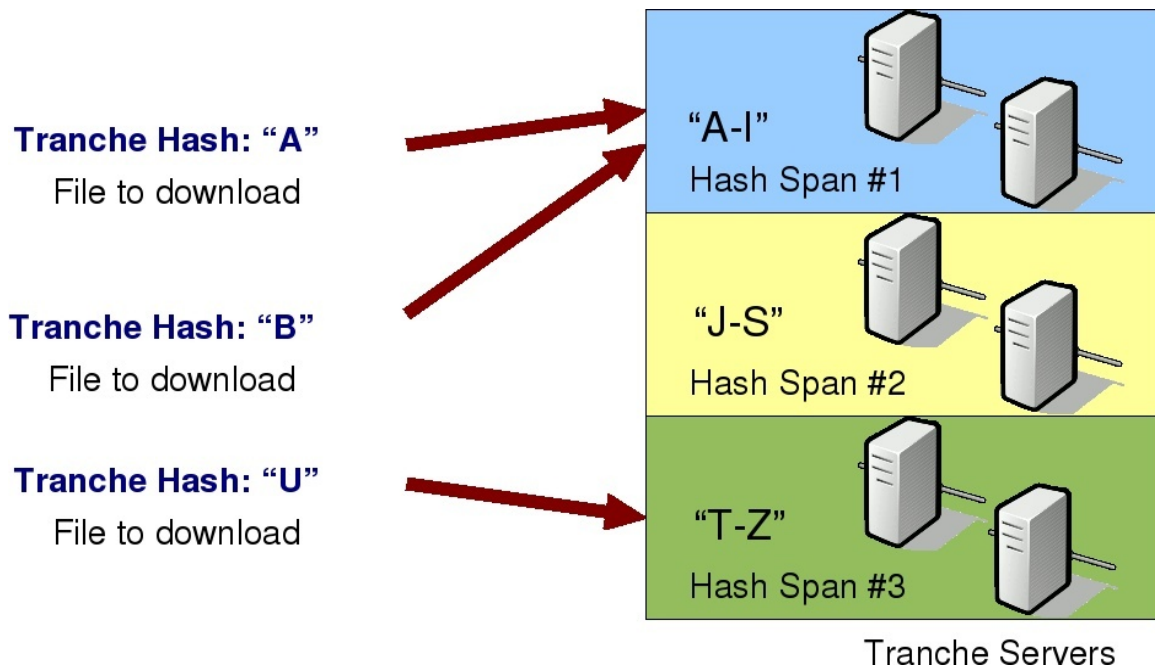 Tranche Hash: “A”
File to download
Tranche Hash: “B”
File to download
Tranche Hash: “U”
File to download
“A-I”
Hash Span #1
“J-S”
Hash Span #2
“T-Z”
Hash Span #3
Tranche Servers